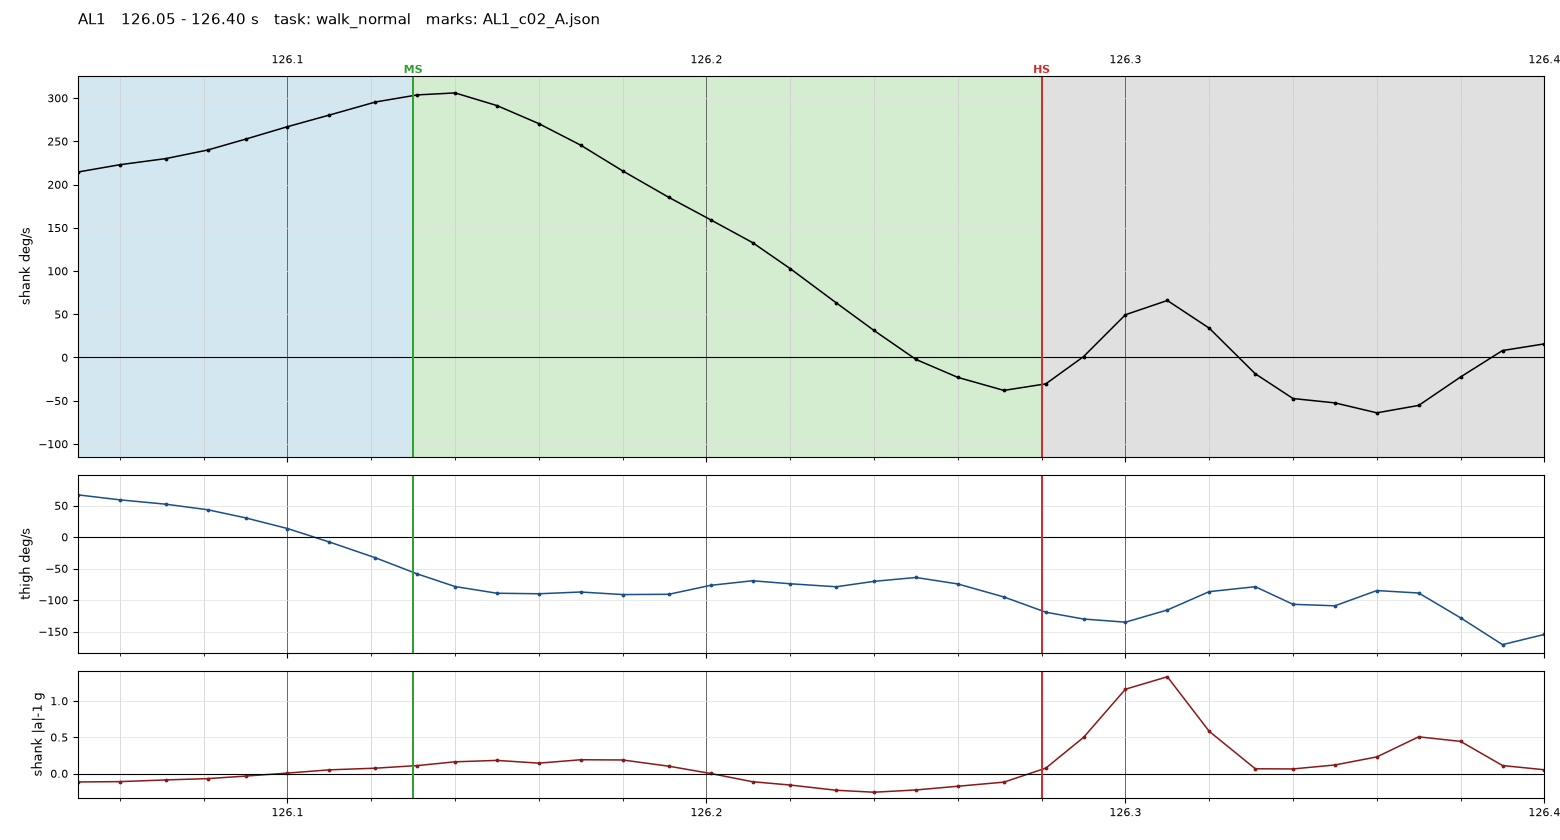 AL1 126.05 - 126.40 s task: walk_normal marks: AL1_c02_A.json
126.1 126.2 126.3 126.4
MS HS
300
250
200
150
100
50
0
−50
−100
shank deg/s
50
0
−50
−100
−150
thigh deg/s
1.0
0.5
0.0
shank |a|-1 g
126.1 126.2 126.3 126.4